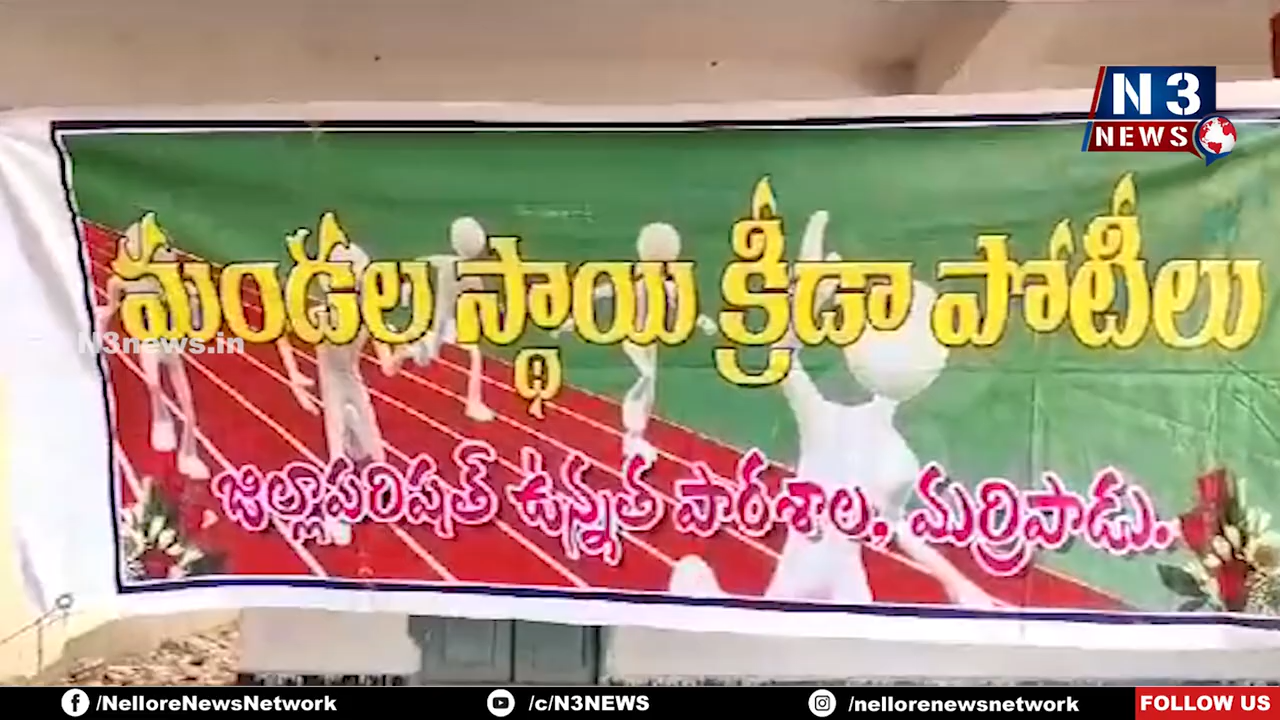 N3
NEWS
మండల స్థాయి క్రీడా పోటీలు
N3news.in
జిల్లాపరిషత్ ఉన్నత పాఠశాల, మర్రిపాడు.
/NelloreNewsNetwork /c/N3NEWS /nellorenewsnetwork FOLLOW US